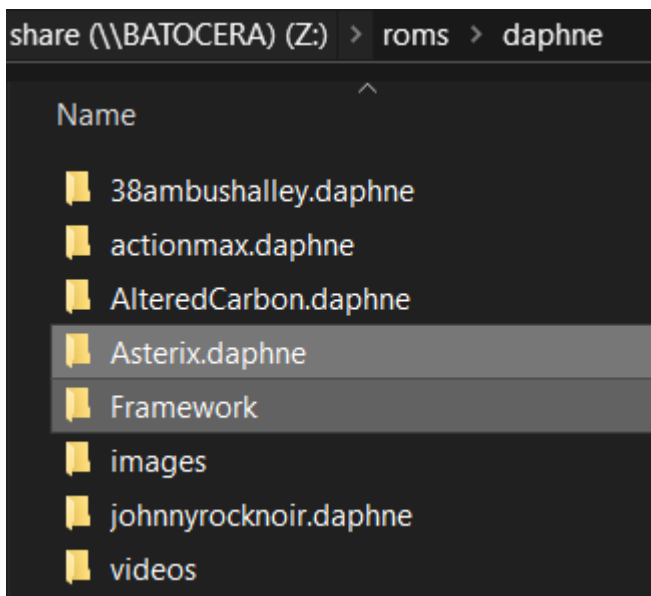 share (\\BATOCERA) (Z:) > roms > daphne
Name
38ambushalley.daphne
actionmax.daphne
AlteredCarbon.daphne
Asterix.daphne
Framework
images
johnnyrocknoir.daphne
videos